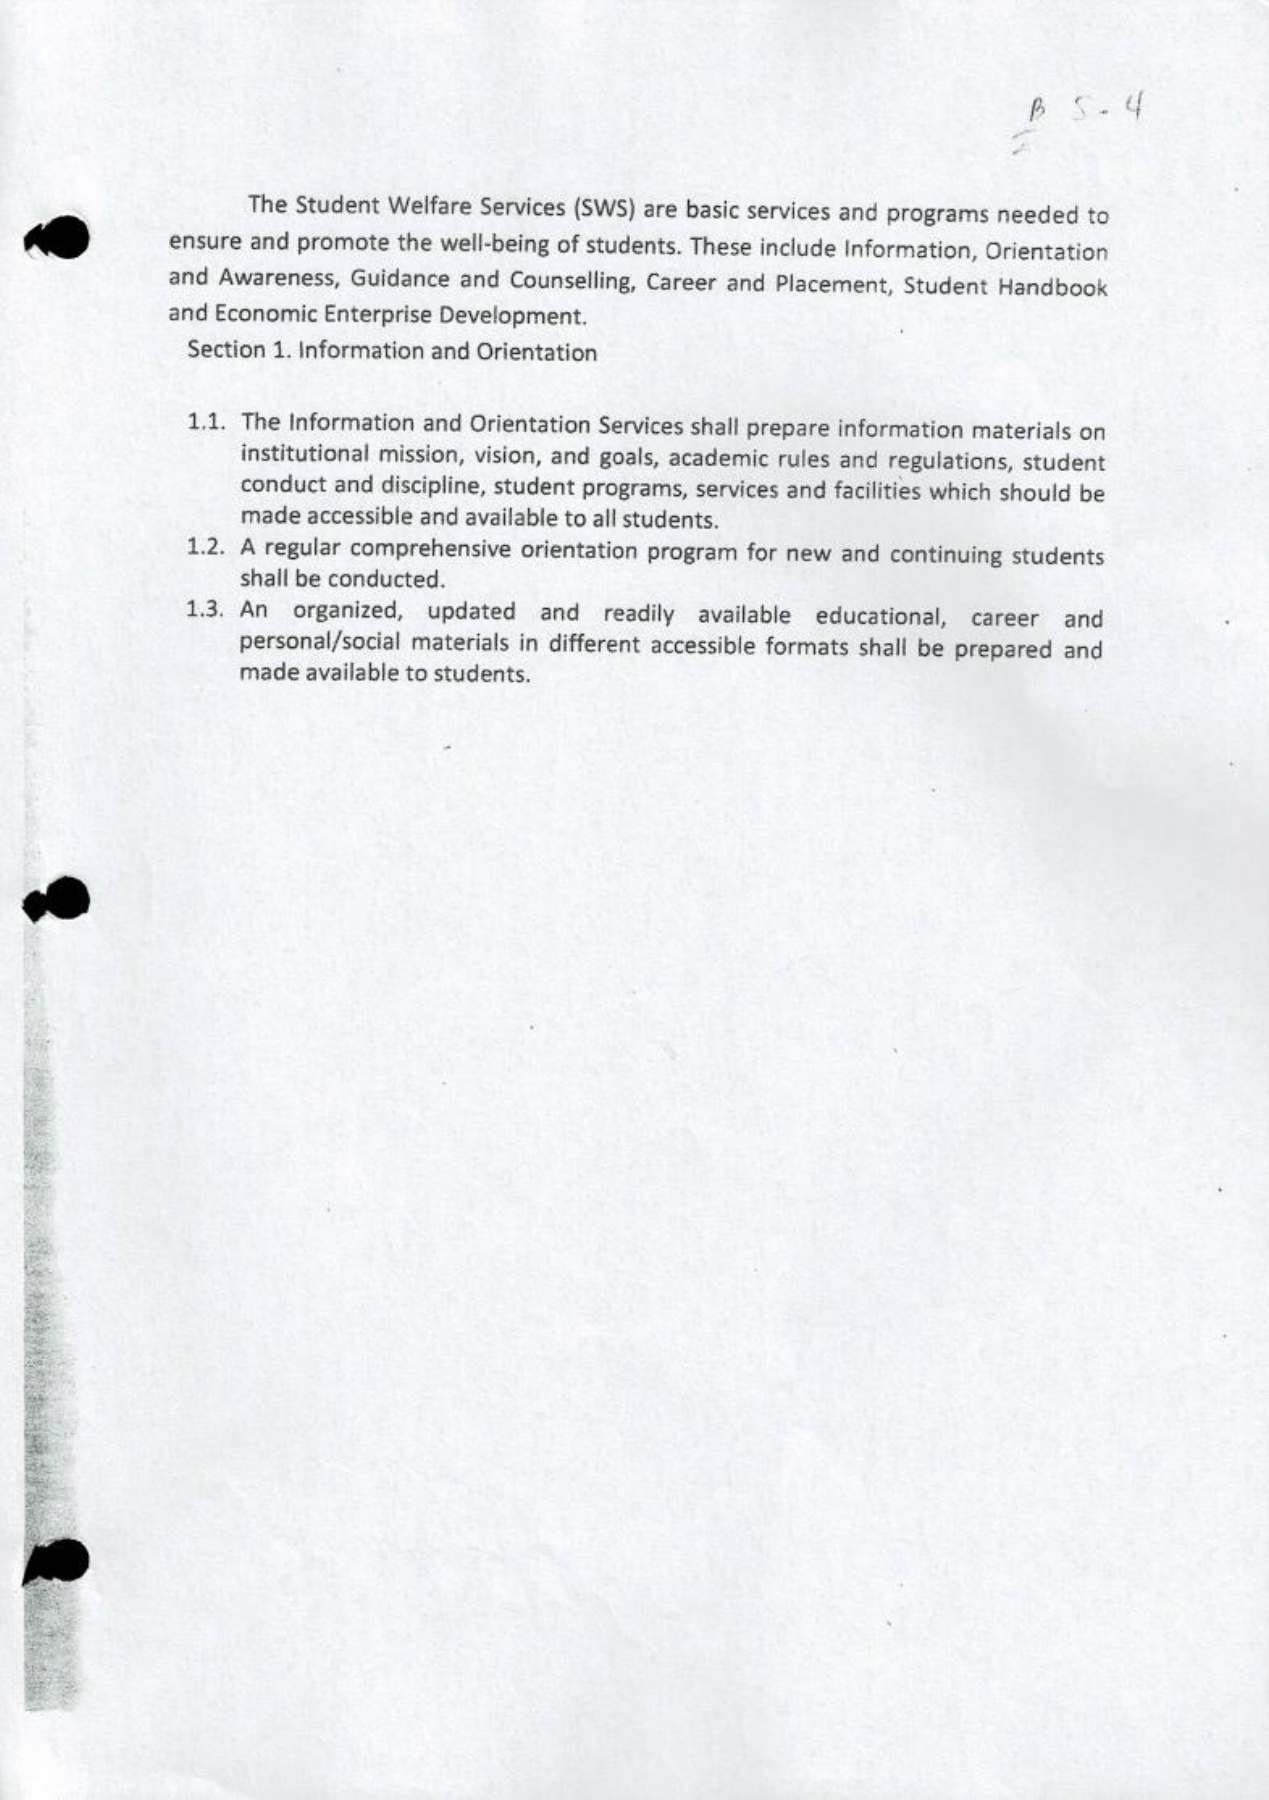 B S-4
The Student Welfare Services (SWS) are basic services and programs needed to
ensure and promote the well-being of students. These include Information, Orientation
and Awareness, Guidance and Counselling, Career and Placement, Student Handbook
and Economic Enterprise Development.
Section 1. Information and Orientation
1.1. The Information and Orientation Services shall prepare information materials on
institutional mission, vision, and goals, academic rules and regulations, student
conduct and discipline, student programs, services and facilities which should be
made accessible and available to all students.
1.2. A regular comprehensive orientation program for new and continuing students
shall be conducted.
1.3. An organized, updated and readily available educational, career and
personal/social materials in different accessible formats shall be prepared and
made available to students.